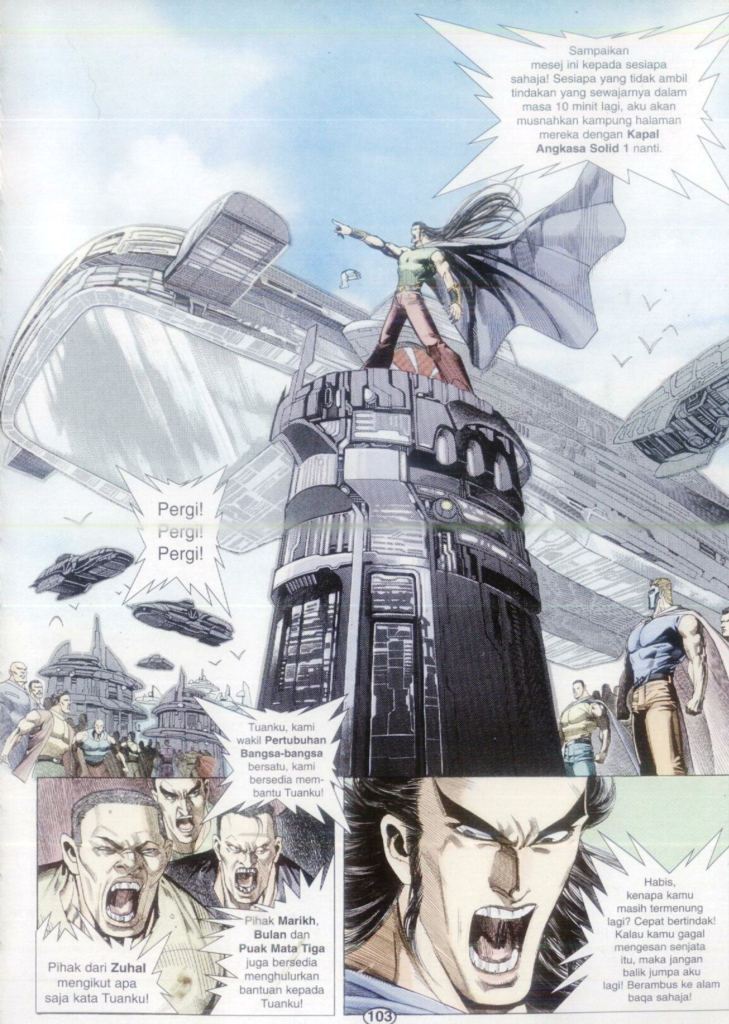 Sampaikan
mesej ini kepada sesiapa
sahaja! Sesiapa yang tidak ambil
tindakan yang sewajarnya dalam
masa 10 minit lagi, aku akan
musnahkan kampung halaman
mereka dengan Kapal
Angkasa Solid 1 nanti.
Pergi!
Pergi!
Pergi!
Tuanku, kami
wakil Pertubuhan
Bangsa-bangsa
bersatu, kami
bersedia mem-
bantu Tuanku!
Pihak dari Zuhal
mengikut apa
saja kata Tuanku!
Pihak Marikh,
Bulan dan
Puak Mata Tiga
juga bersedia
menghulurkan
bantuan kepada
Tuanku!
Habis,
kenapa kamu
masih termenung
lagi? Cepat bertindak!
Kalau kamu gagal
mengesan senjata
itu, maka jangan
balik jumpa aku
lagi! Berambus ke alam
baqa sahaja!
103